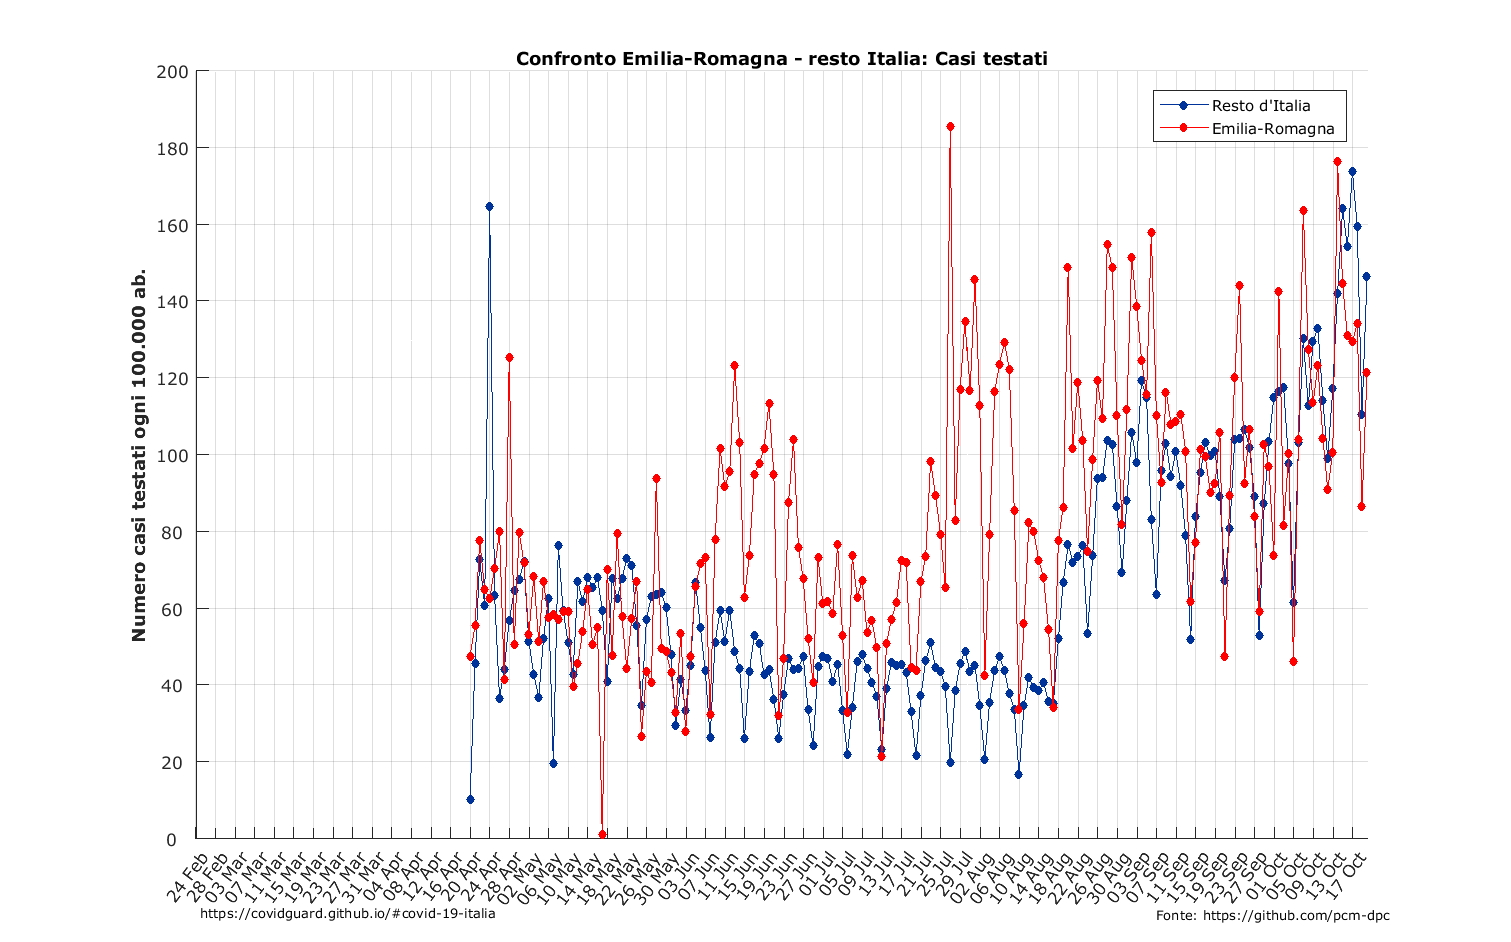 Confronto Emilia-Romagna - resto Italia: Casi testati
Resto d'Italia
Emilia-Romagna
Numero casi testati ogni 100.000 ab.
200
180
160
140
120
100
80
60
40
20
0
24 Feb
28 Feb
03 Mar
07 Mar
11 Mar
15 Mar
19 Mar
23 Mar
27 Mar
31 Mar
04 Apr
08 Apr
12 Apr
16 Apr
20 Apr
24 Apr
28 Apr
02 May
06 May
10 May
14 May
18 May
22 May
26 May
30 May
03 Jun
07 Jun
11 Jun
15 Jun
19 Jun
23 Jun
27 Jun
01 Jul
05 Jul
09 Jul
13 Jul
17 Jul
21 Jul
25 Jul
29 Jul
02 Aug
06 Aug
10 Aug
14 Aug
18 Aug
22 Aug
26 Aug
30 Aug
03 Sep
07 Sep
11 Sep
15 Sep
19 Sep
23 Sep
27 Sep
01 Oct
05 Oct
09 Oct
13 Oct
17 Oct
https://covidguard.github.io/#covid-19-italia
Fonte: https://github.com/pcm-dpc